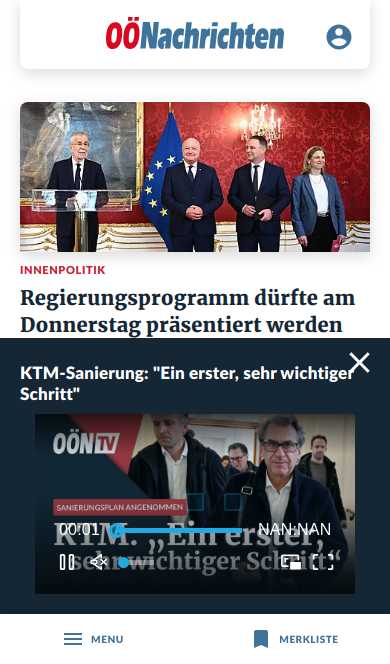 OÖNachrichten
INNENPOLITIK
Regierungsprogramm dürfte am
Donnerstag präsentiert werden
KTM-Sanierung: "Ein erster, sehr wichtiger
Schritt"
OÖN TV
SANIERUNGSPLAN ANGENOMMEN
KTM: „Ein erster,
sehr wichtiger Schritt“
00:01
NAN:NAN
MENU
MERKLISTE